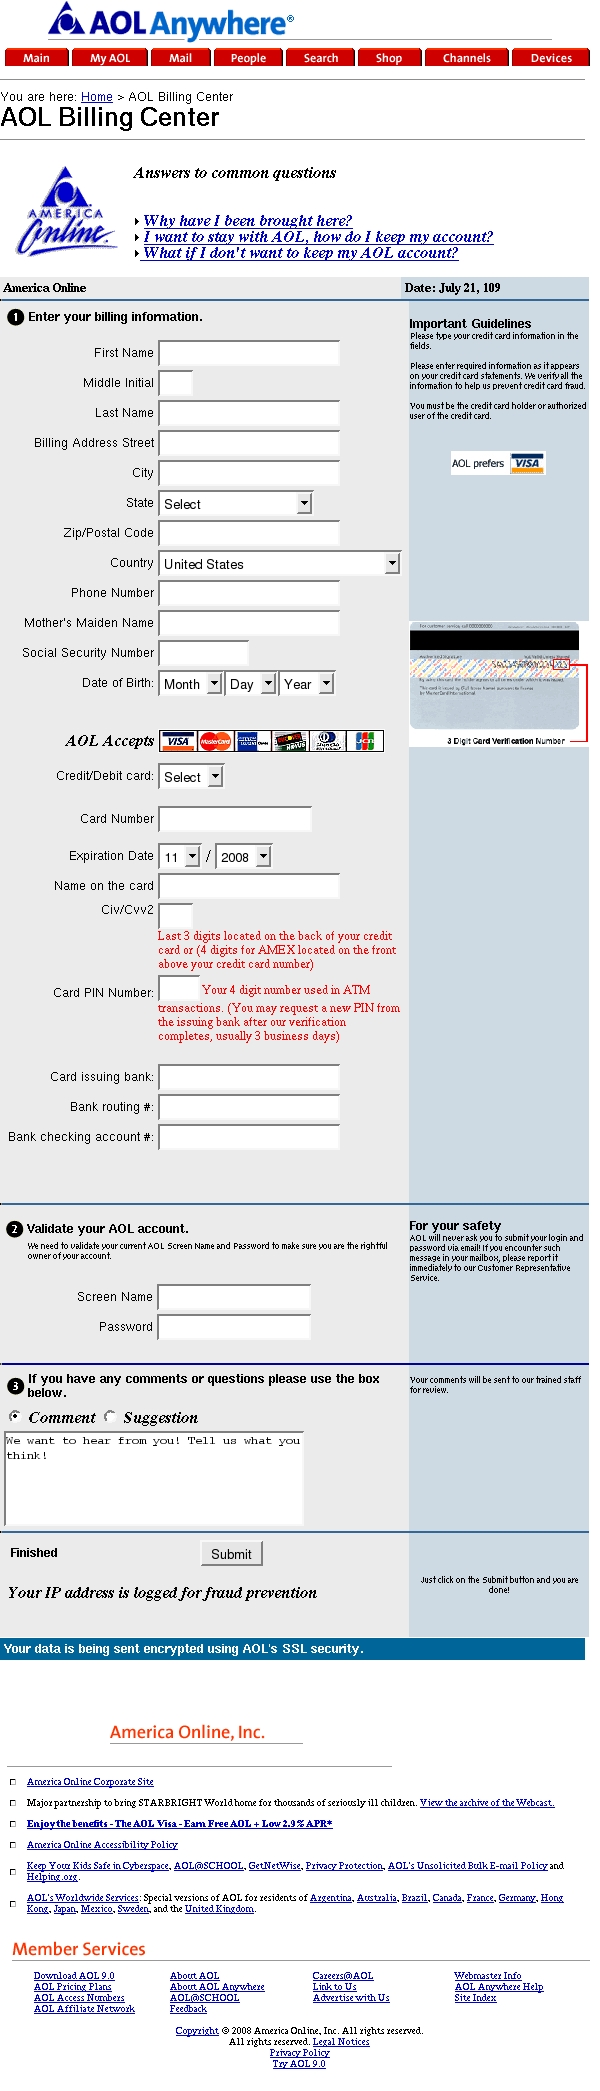 AOL Anywhere®
Main My AOL Mail People Search Shop Channels Devices
You are here: Home > AOL Billing Center
AOL Billing Center
Answers to common questions
AMERICA
Online
Why have I been brought here?
I want to stay with AOL, how do I keep my account?
What if I don't want to keep my AOL account?
America Online
Date: July 21, 109
1 Enter your billing information.
First Name
Middle Initial
Last Name
Billing Address Street
City
State Select
Zip/Postal Code
Country United States
Phone Number
Mother's Maiden Name
Social Security Number
Date of Birth: Month Day Year
AOL Accepts VISA MasterCard
Credit/Debit card: Select
Card Number
Expiration Date 11 / 2008
Name on the card
Civ/Cvv2
Last 3 digits located on the back of your credit
card or (4 digits for AMEX located on the front
above your credit card number)
Card PIN Number: Your 4 digit number used in ATM
transactions. (You may request a new PIN from
the issuing bank after our verification
completes, usually 3 business days)
Card issuing bank:
Bank routing #:
Bank checking account #:
Important Guidelines
Please type your credit card information in the
fields.
Please enter required information as it appears
on your credit card statements. We verify all the
information to help us prevent credit card fraud.
You must be the credit card holder or authorized
user of the credit card.
AOL prefers VISA
3 Digit Card Verification Number
2 Validate your AOL account.
We need to validate your current AOL Screen Name and Password to make sure you are the rightful
owner of your account.
Screen Name
Password
For your safety
AOL will never ask you to submit your login and
password via email! If you encounter such
message in your mailbox, please report it
immediately to our Customer Representative
Service.
3 If you have any comments or questions please use the box
below.
Comment Suggestion
We want to hear from you! Tell us what you
think!
Your comments will be sent to our trained staff
for review.
Finished Submit
Your IP address is logged for fraud prevention
Just click on the Submit button and you are
done!
Your data is being sent encrypted using AOL's SSL security.
America Online, Inc.
America Online Corporate Site
Major partnership to bring STARBRIGHT World home for thousands of seriously ill children. View the archive of the Webcast.
Enjoy the benefits - The AOL Visa - Earn Free AOL + Low 2.9% APR*
America Online Accessibility Policy
Keep Your Kids Safe in Cyberspace, AOL@SCHOOL, GetNetWise, Privacy Protection, AOL's Unsolicited Bulk E-mail Policy and
Helping.org.
AOL's Worldwide Services: Special versions of AOL for residents of Argentina, Australia, Brazil, Canada, France, Germany, Hong
Kong, Japan, Mexico, Sweden, and the United Kingdom.
Member Services
Download AOL 9.0 About AOL Careers@AOL Webmaster Info
AOL Pricing Plans About AOL Anywhere Link to Us AOL Anywhere Help
AOL Access Numbers AOL@SCHOOL Advertise with Us Site Index
AOL Affiliate Network Feedback
Copyright © 2008 America Online, Inc. All rights reserved.
All rights reserved. Legal Notices
Privacy Policy
Try AOL 9.0